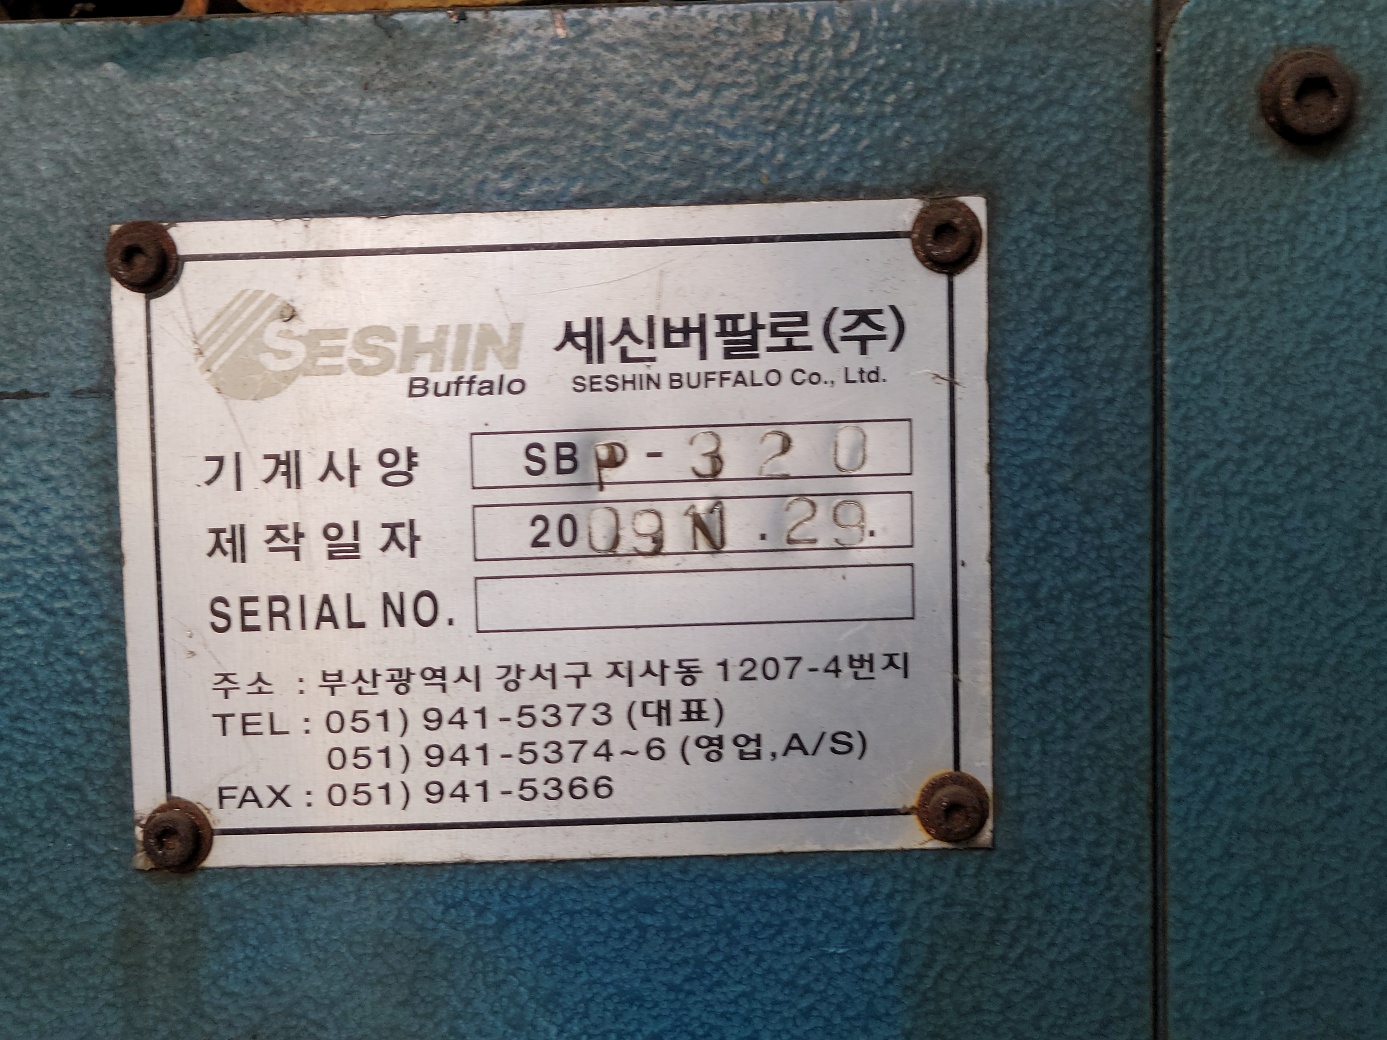 SESHIN
Buffalo
세신버팔로(주)
SESHIN BUFFALO Co., Ltd.
기계사양 SBP-320
제작일자 2009 N.29.
SERIAL NO.
주소 : 부산광역시 강서구 지사동 1207-4번지
TEL : 051) 941-5373 (대표)
051) 941-5374~6 (영업,A/S)
FAX : 051) 941-5366